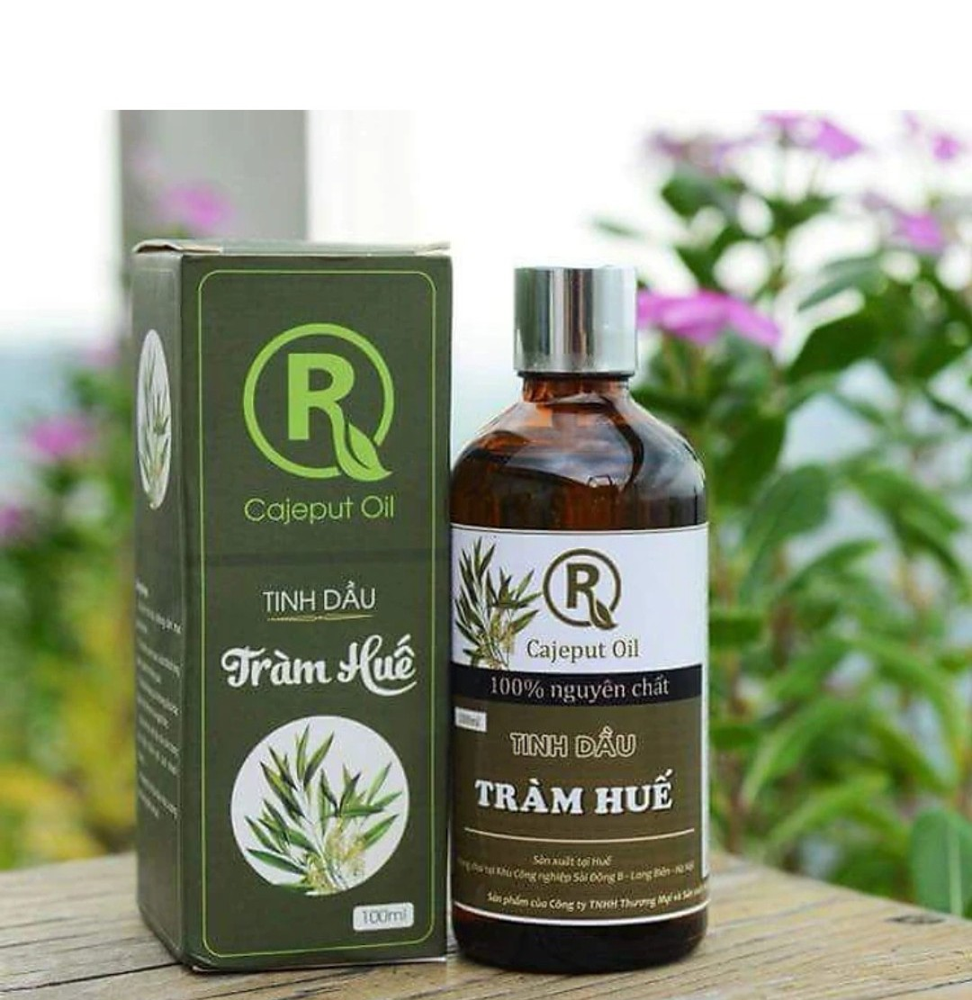 R
Cajeput Oil
TINH DẦU
Tràm Huế
100ml
R
Cajeput Oil
100% nguyên chất
100ml
TINH DẦU
TRÀM HUẾ
Sản xuất tại Huế
tại Khu Công nghiệp Sài Đồng B - Long Biên - Hà Nội
Sản phẩm của Công ty TNHH Thương Mại và